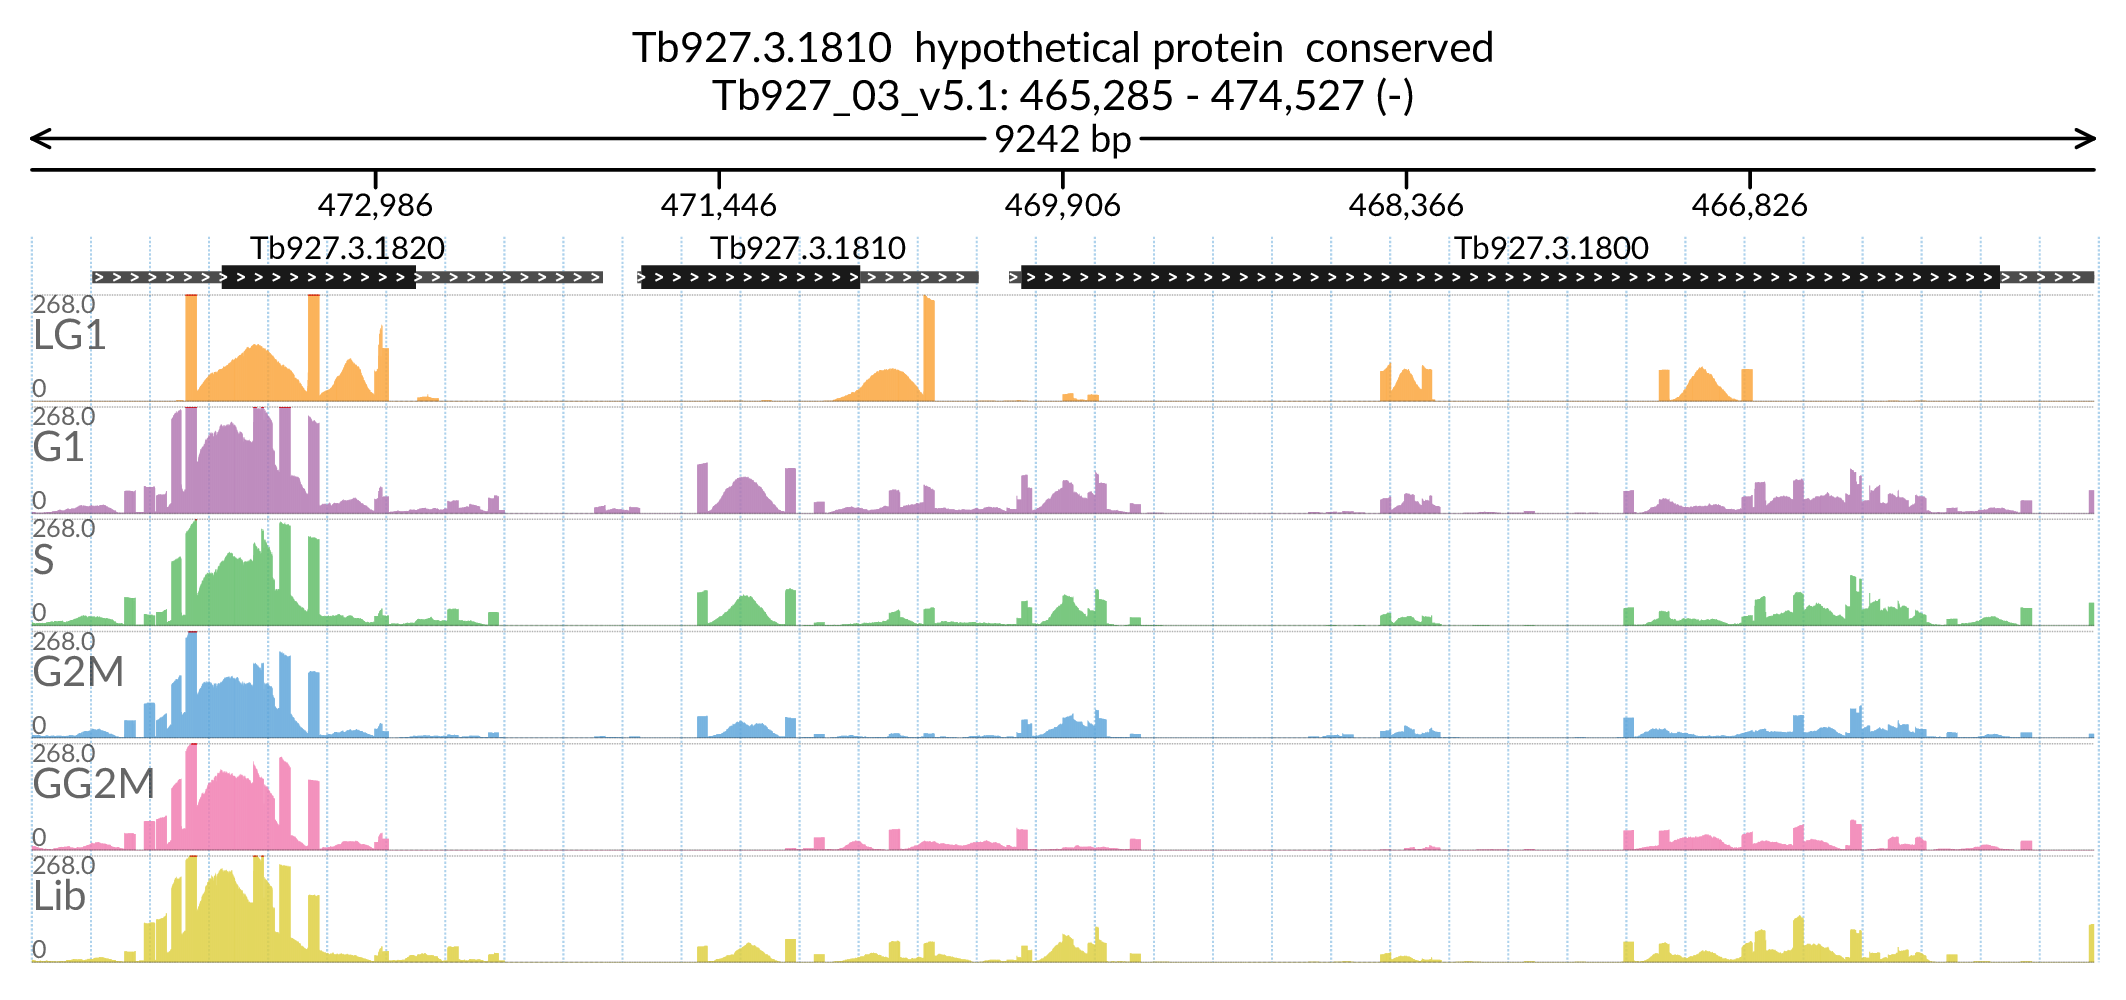 Tb927.3.1810 hypothetical protein conserved
Tb927_03_v5.1: 465,285 - 474,527 (-)
9242 bp
472,986 471,446 469,906 468,366 466,826
Tb927.3.1820 Tb927.3.1810 Tb927.3.1800
268.0
LG1
0
268.0
G1
0
268.0
S
0
268.0
G2M
0
268.0
GG2M
0
268.0
Lib
0